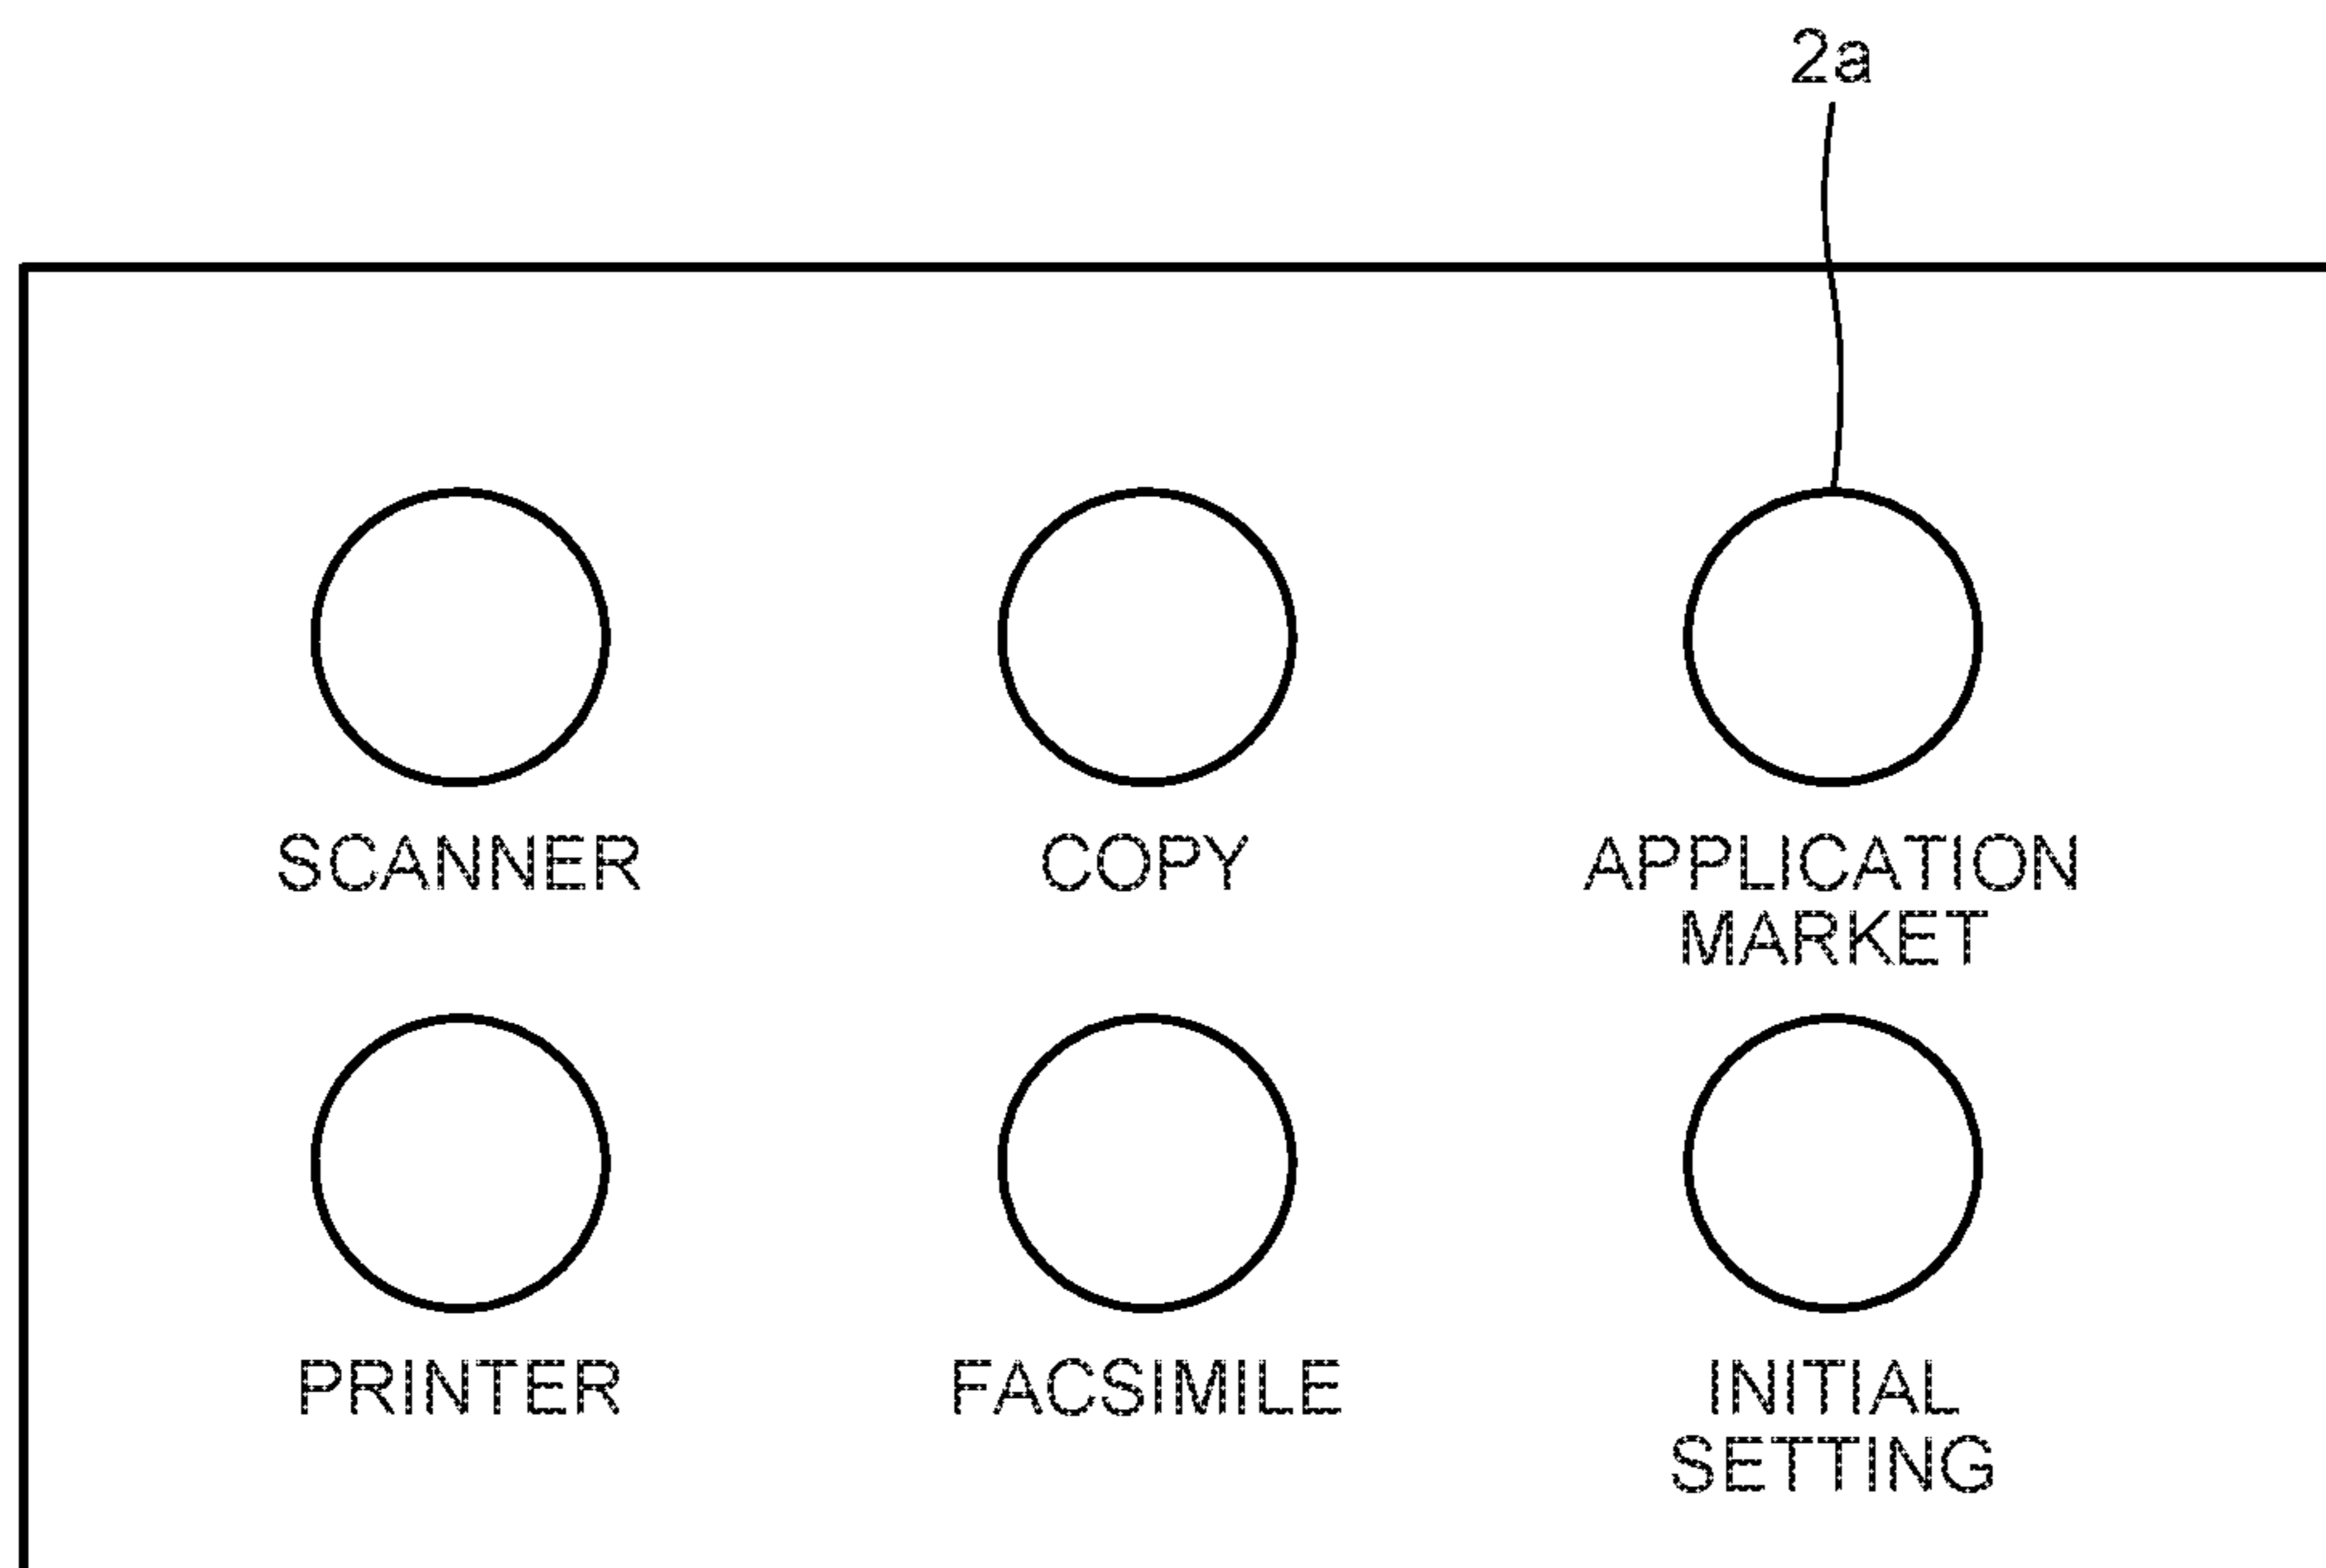 2a
SCANNER
COPY
APPLICATION
MARKET
PRINTER
FACSIMILE
INITIAL
SETTING